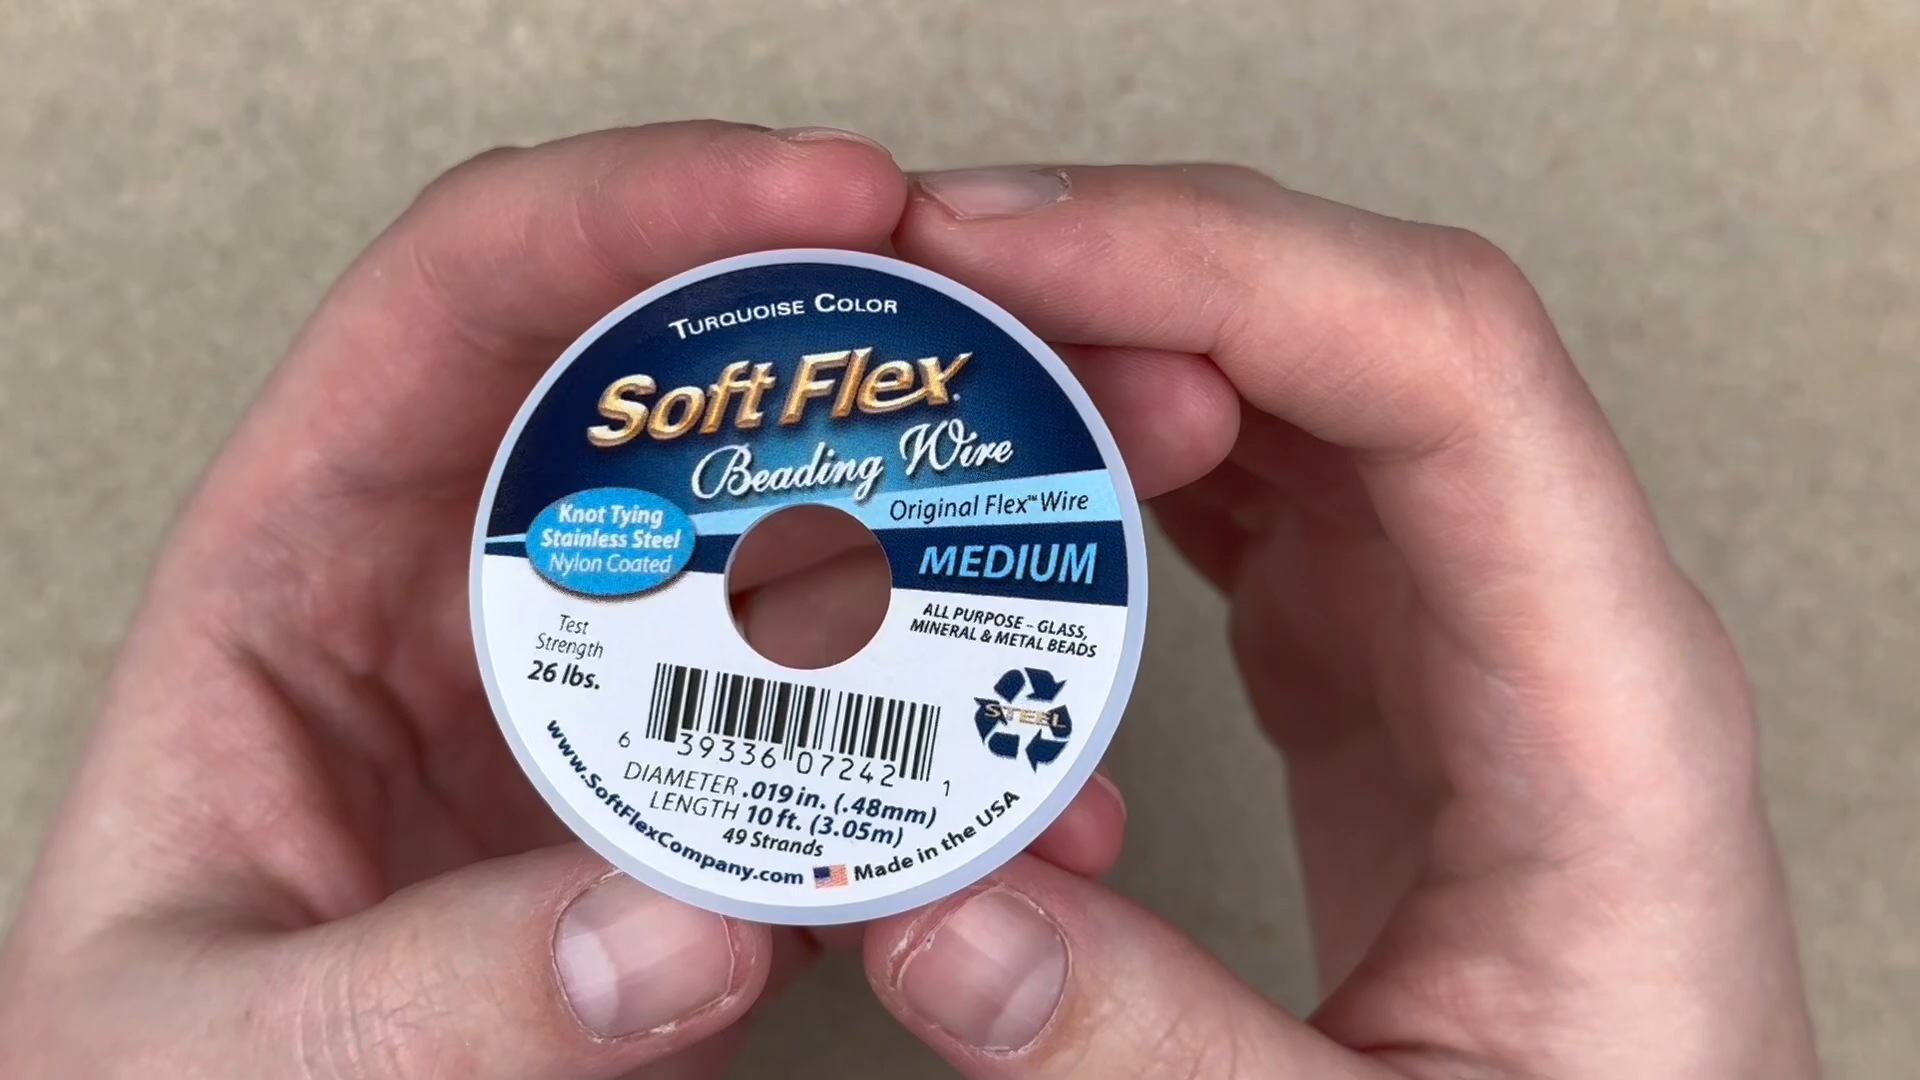 TURQUOISE COLOR
Soft Flex®
Beading Wire
Original Flex™ Wire
MEDIUM
Knot Tying
Stainless Steel
Nylon Coated
ALL PURPOSE – GLASS,
MINERAL & METAL BEADS
Test
Strength
26 lbs.
STEEL
6 39336 07242 1
DIAMETER .019 in. (.48mm)
LENGTH 10 ft. (3.05m)
49 Strands
www.SoftFlexCompany.com
Made in the USA